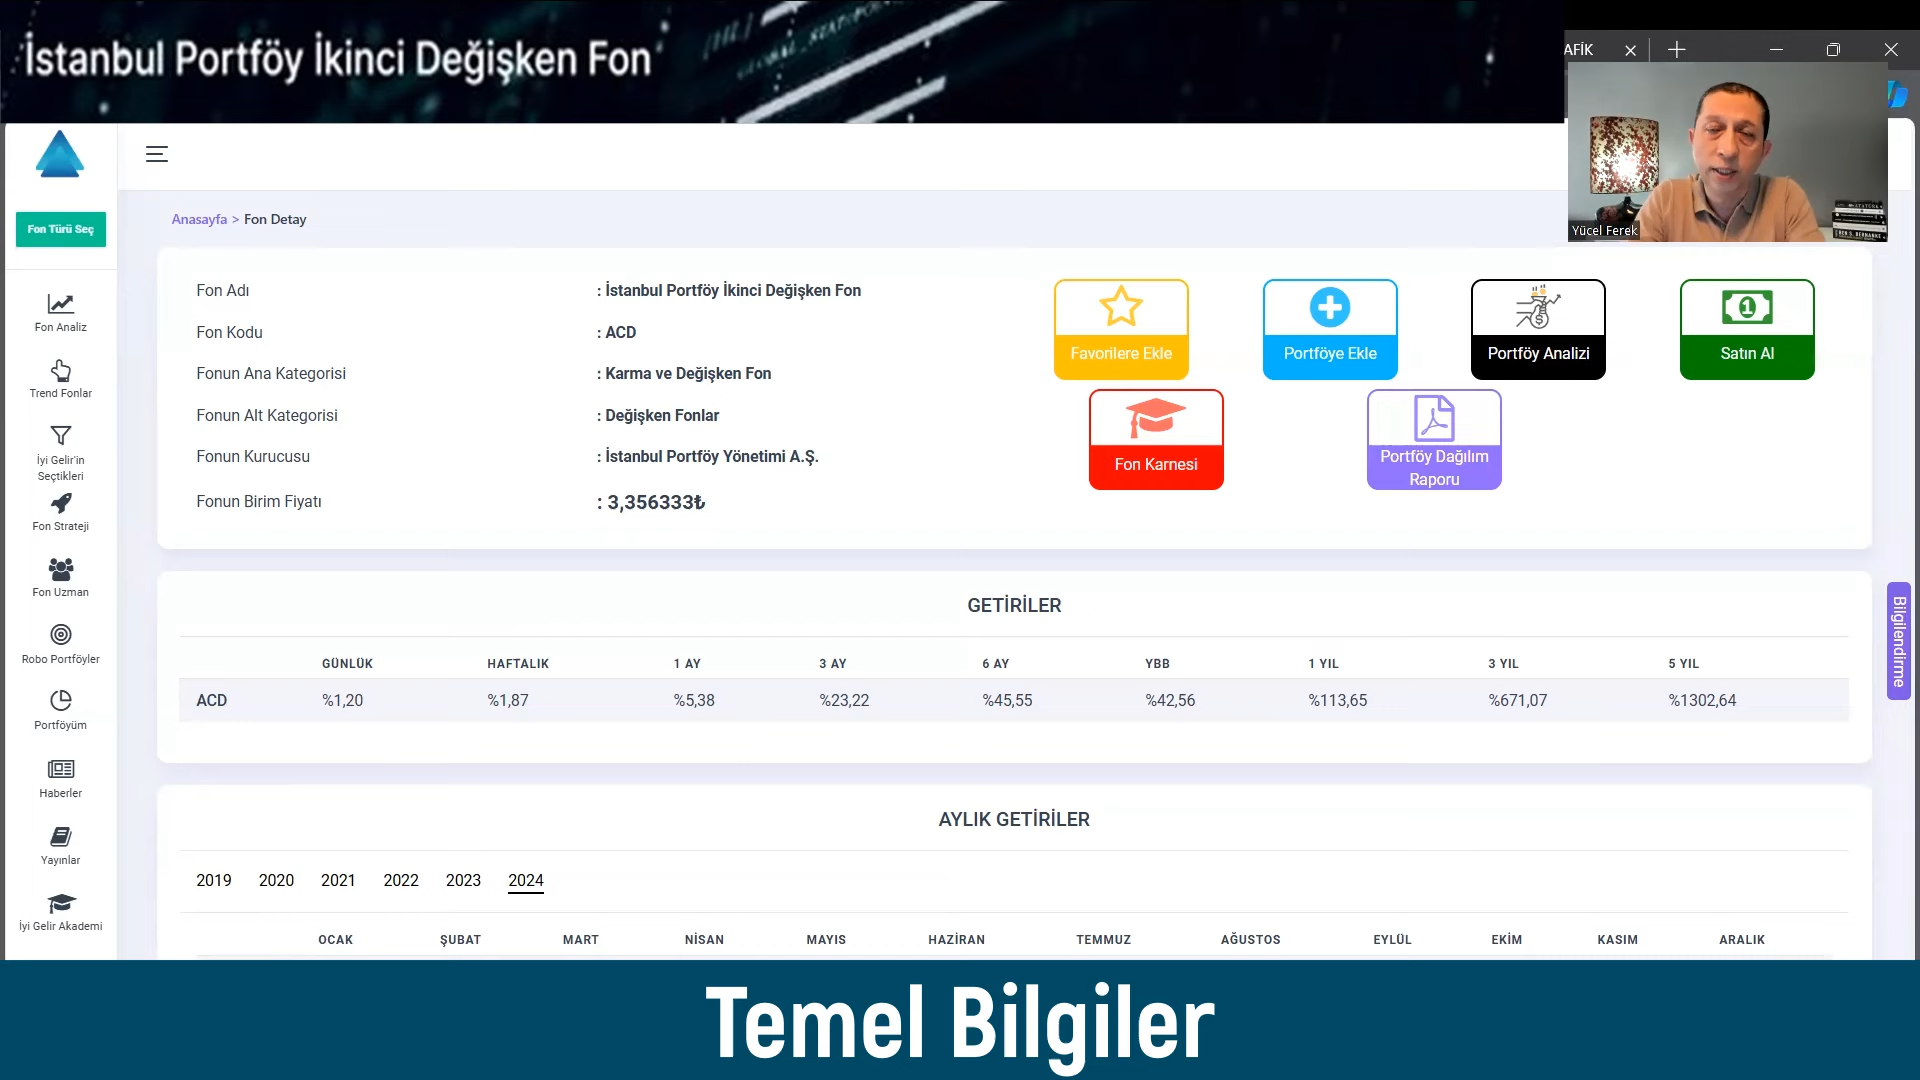 İstanbul Portföy İkinci Değişken Fon
AFİK
Yücel Ferek
Fon Türü Seç
Fon Analiz
Trend Fonlar
İyi Gelir'in
Seçtikleri
Fon Strateji
Fon Uzman
Robo Portföyler
Portföyüm
Haberler
Yayınlar
İyi Gelir Akademi
Anasayfa > Fon Detay
Fon Adı : İstanbul Portföy İkinci Değişken Fon
Fon Kodu : ACD
Fonun Ana Kategorisi : Karma ve Değişken Fon
Fonun Alt Kategorisi : Değişken Fonlar
Fonun Kurucusu : İstanbul Portföy Yönetimi A.Ş.
Fonun Birim Fiyatı : 3,356333₺
Favorilere Ekle
Portföye Ekle
Portföy Analizi
1
Satın Al
Fon Karnesi
Portföy Dağılım
Raporu
Bilgilendirme
GETİRİLER
GÜNLÜK HAFTALIK 1 AY 3 AY 6 AY YBB 1 YIL 3 YIL 5 YIL
ACD %1,20 %1,87 %5,38 %23,22 %45,55 %42,56 %113,65 %671,07 %1302,64
AYLIK GETİRİLER
2019 2020 2021 2022 2023 2024
OCAK ŞUBAT MART NİSAN MAYIS HAZİRAN TEMMUZ AĞUSTOS EYLÜL EKİM KASIM ARALIK
Temel Bilgiler